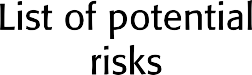 List of potential
risks